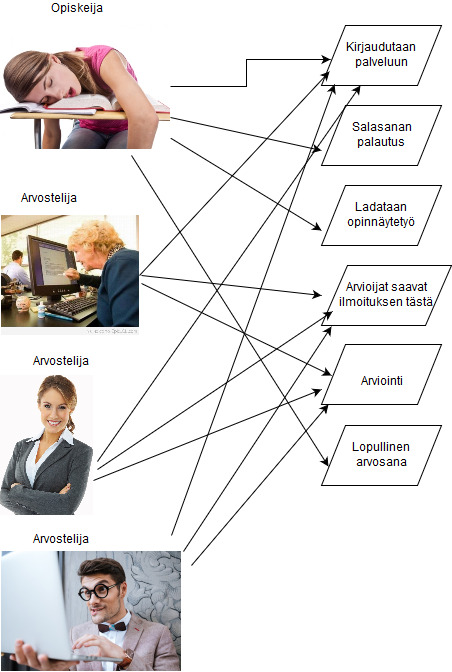 Opiskeija
Kirjaudutaan
palveluun
Salasanan
palautus
Arvostelija
Ladataan
opinnäytetyö
Arvioijat saavat
ilmoituksen tästä
Arvostelija
Arviointi
Lopullinen
arvosana
Arvostelija